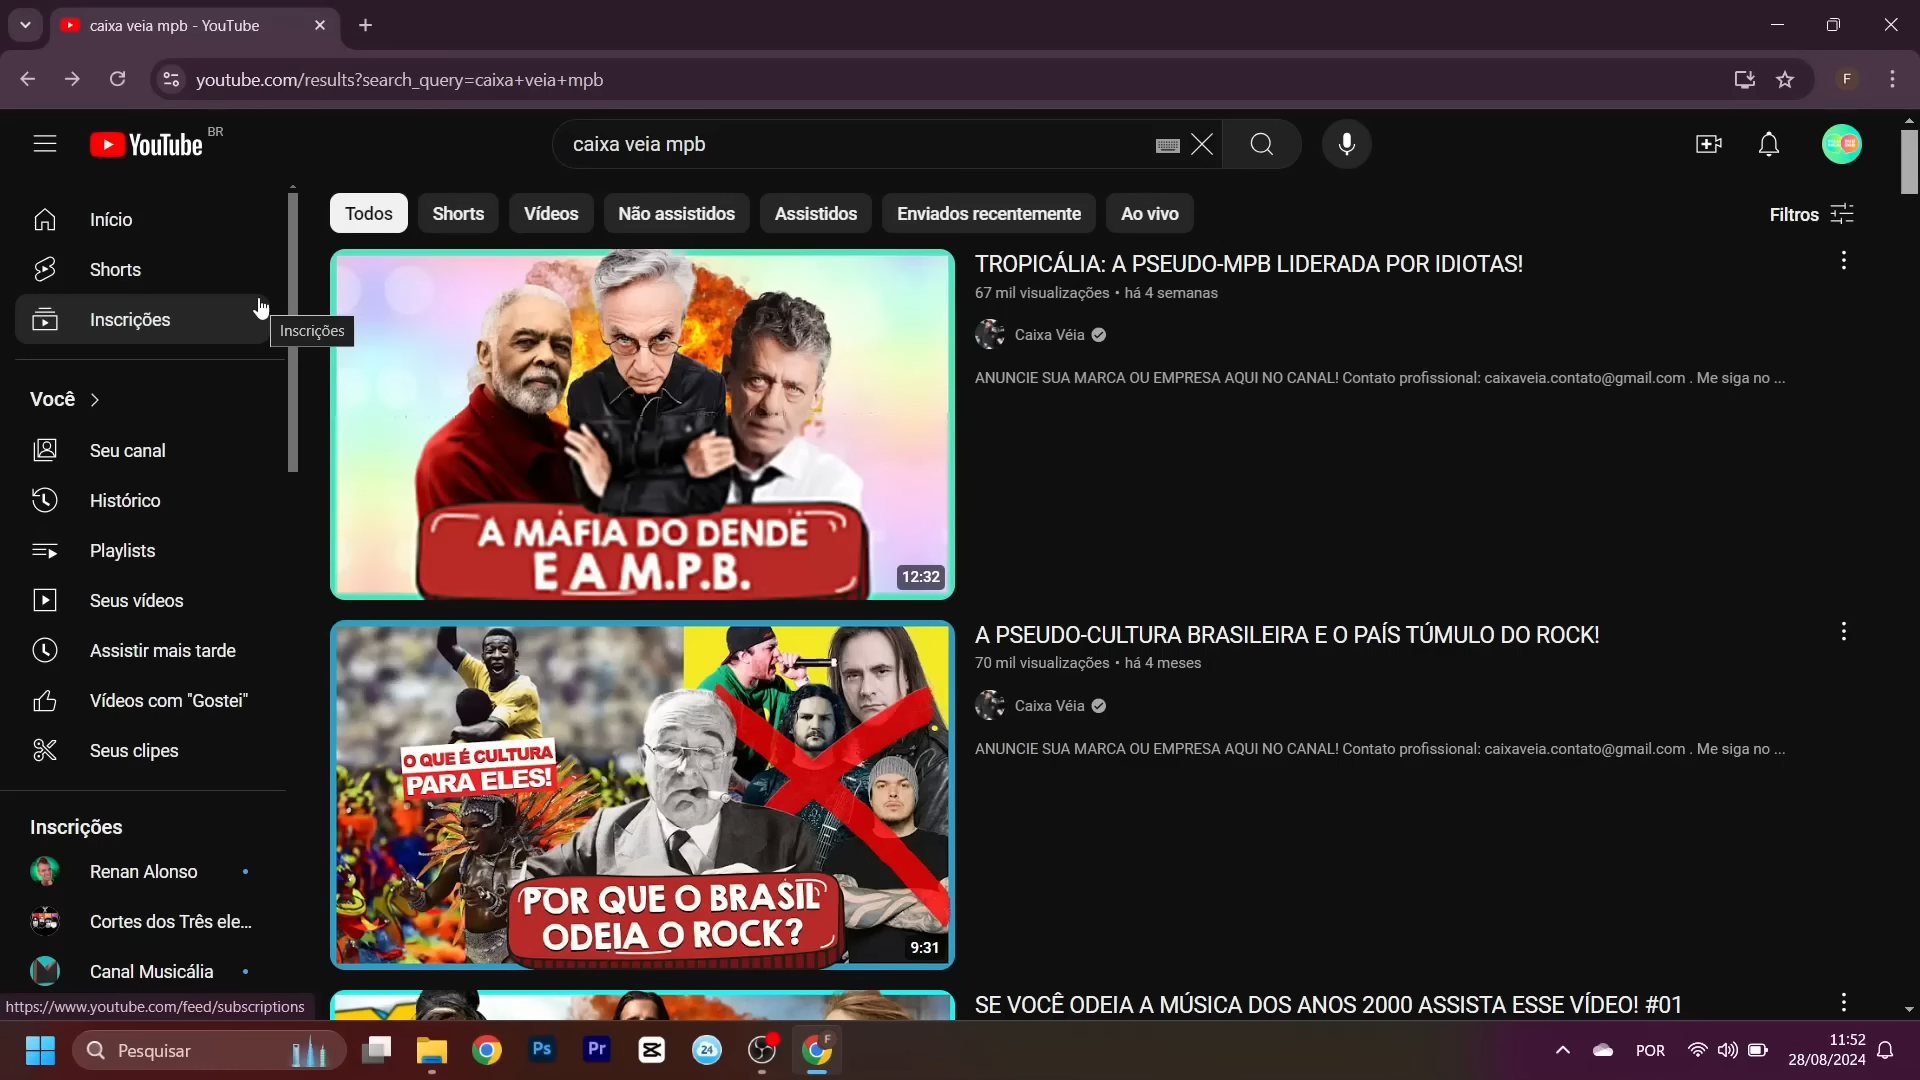 caixa veia mpb - YouTube
youtube.com/results?search_query=caixa+veia+mpb
F
YouTube
BR
caixa veia mpb
Início
Shorts
Inscrições
Inscrições
Você
Seu canal
Histórico
Playlists
Seus vídeos
Assistir mais tarde
Vídeos com "Gostei"
Seus clipes
Inscrições
Renan Alonso
Cortes dos Três ele...
Canal Musicália
https://www.youtube.com/feed/subscriptions
Todos
Shorts
Vídeos
Não assistidos
Assistidos
Enviados recentemente
Ao vivo
Filtros
A MÁFIA DO DENDÊ
E A M.P.B.
12:32
TROPICÁLIA: A PSEUDO-MPB LIDERADA POR IDIOTAS!
67 mil visualizações • há 4 semanas
Caixa Véia
ANUNCIE SUA MARCA OU EMPRESA AQUI NO CANAL! Contato profissional: caixaveia.contato@gmail.com . Me siga no ...
O QUE É CULTURA
PARA ELES!
POR QUE O BRASIL
ODEIA O ROCK?
9:31
A PSEUDO-CULTURA BRASILEIRA E O PAÍS TÚMULO DO ROCK!
70 mil visualizações • há 4 meses
Caixa Véia
ANUNCIE SUA MARCA OU EMPRESA AQUI NO CANAL! Contato profissional: caixaveia.contato@gmail.com . Me siga no ...
SE VOCÊ ODEIA A MÚSICA DOS ANOS 2000 ASSISTA ESSE VÍDEO! #01
Pesquisar
Ps
Pr
24
F
POR
11:52
28/08/2024